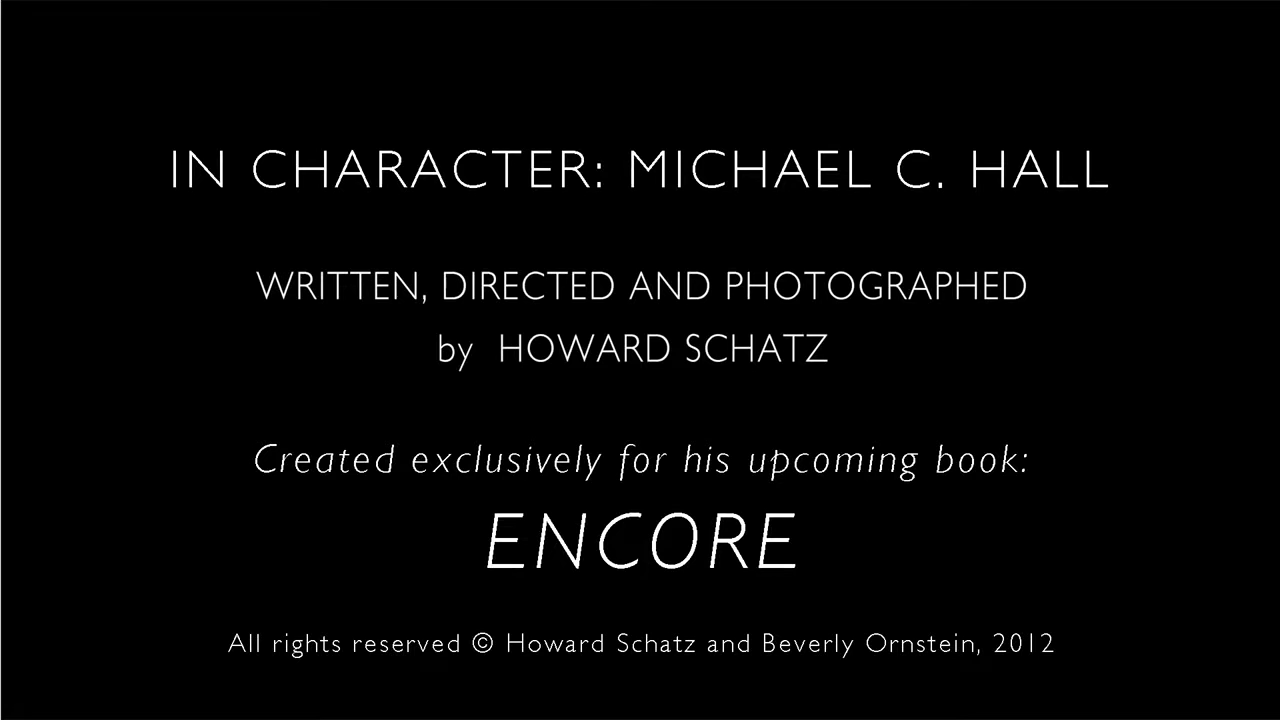 IN CHARACTER: MICHAEL C. HALL
WRITTEN, DIRECTED AND PHOTOGRAPHED
by HOWARD SCHATZ
Created exclusively for his upcoming book:
ENCORE
All rights reserved © Howard Schatz and Beverly Ornstein, 2012